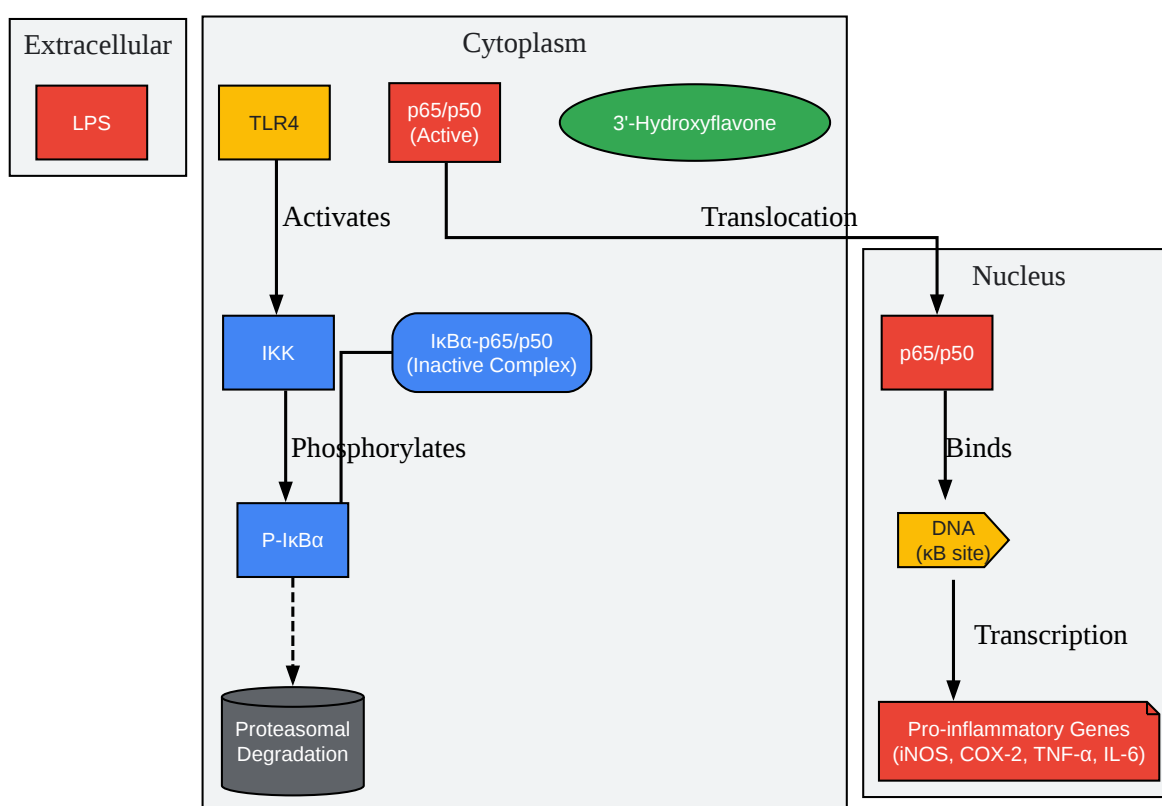 Extracellular
LPS
Cytoplasm
TLR4
p65/p50
(Active)
3'-Hydroxyflavone
Activates
Translocation
Nucleus
IKK
IκBα-p65/p50
(Inactive Complex)
p65/p50
Phosphorylates
Binds
P-IκBα
DNA
(κB site)
Transcription
Proteasomal
Degradation
Pro-inflammatory Genes
(iNOS, COX-2, TNF-α, IL-6)